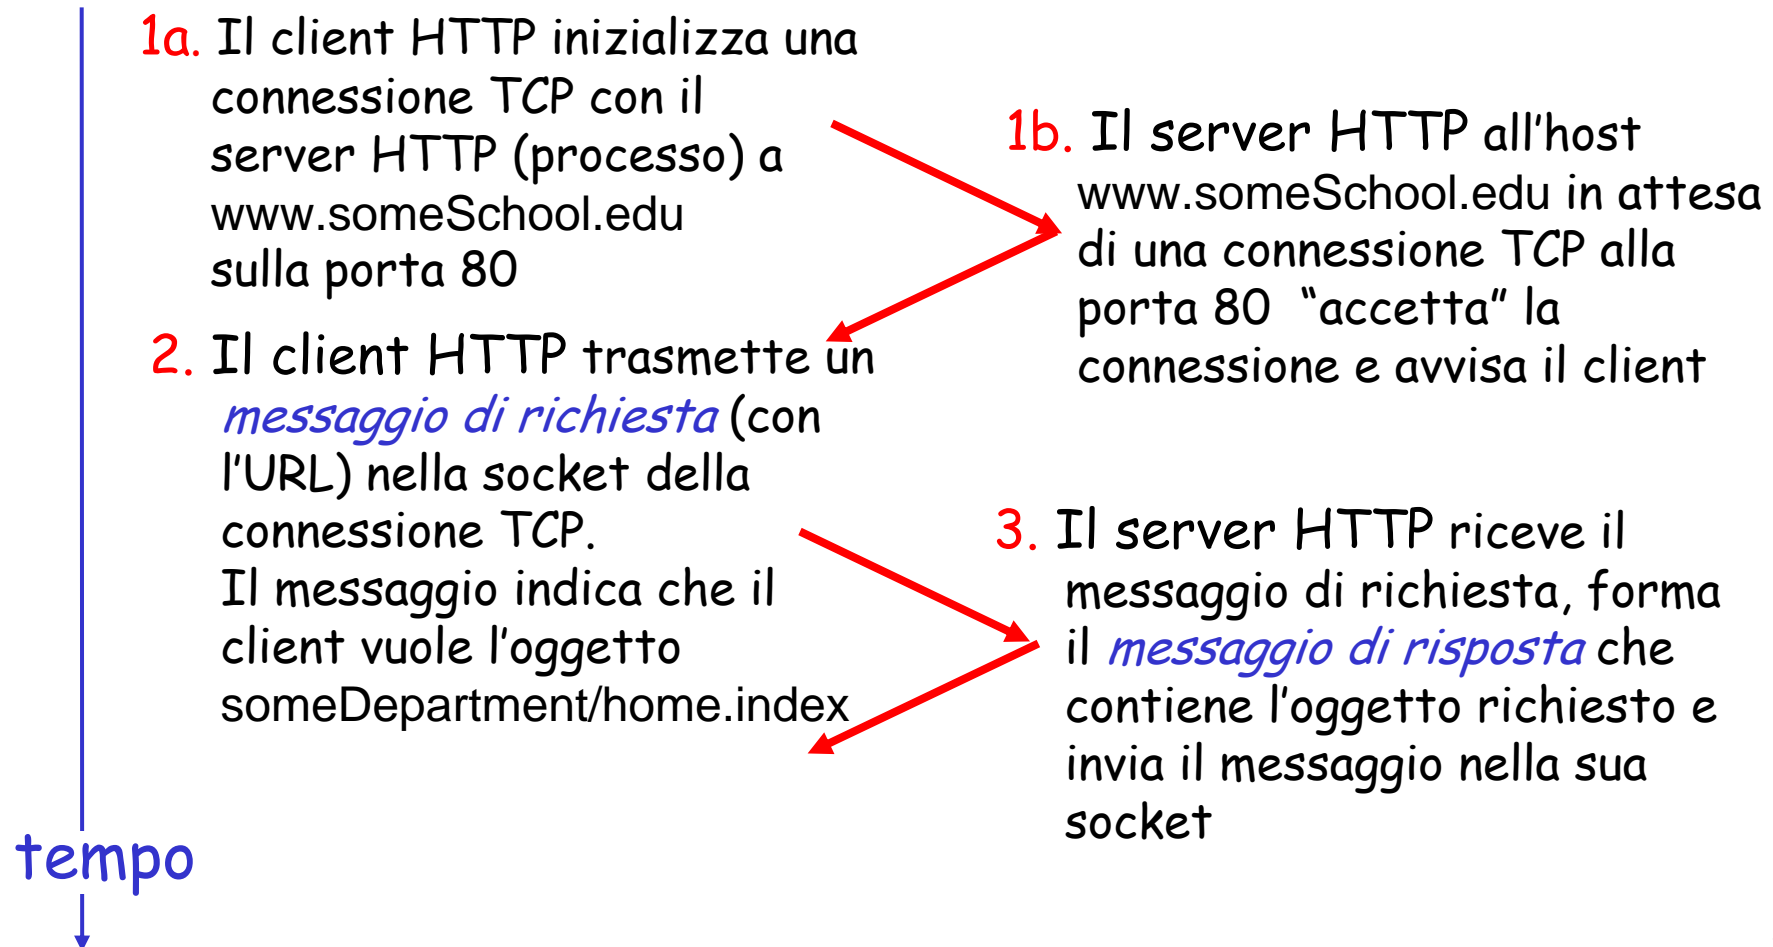 1a. Il client HTTP inizializza una
connessione TCP con il
server HTTP (processo) a
www.someSchool.edu
sulla porta 80
1b. Il server HTTP all'host
www.someSchool.edu in attesa
di una connessione TCP alla
porta 80 “accetta” la
connessione e avvisa il client
2. Il client HTTP trasmette un
messaggio di richiesta (con
l'URL) nella socket della
connessione TCP.
Il messaggio indica che il
client vuole l'oggetto
someDepartment/home.index
3. Il server HTTP riceve il
messaggio di richiesta, forma
il messaggio di risposta che
contiene l'oggetto richiesto e
invia il messaggio nella sua
socket
tempo